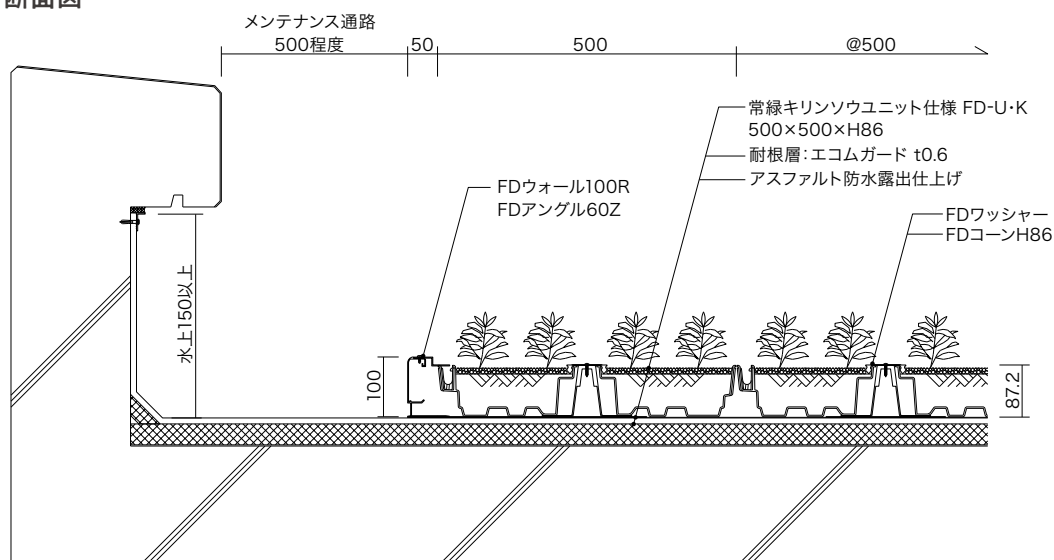 断面図
メンテナンス通路
500程度
50
500
@500
常緑キリンソウユニット仕様 FD-U・K
500×500×H86
耐根層：エコムガード t0.6
アスファルト防水露出仕上げ
FDウォール100R
FDアングル60Z
FDワッシャー
FDコーンH86
水上150以上
100
87.2